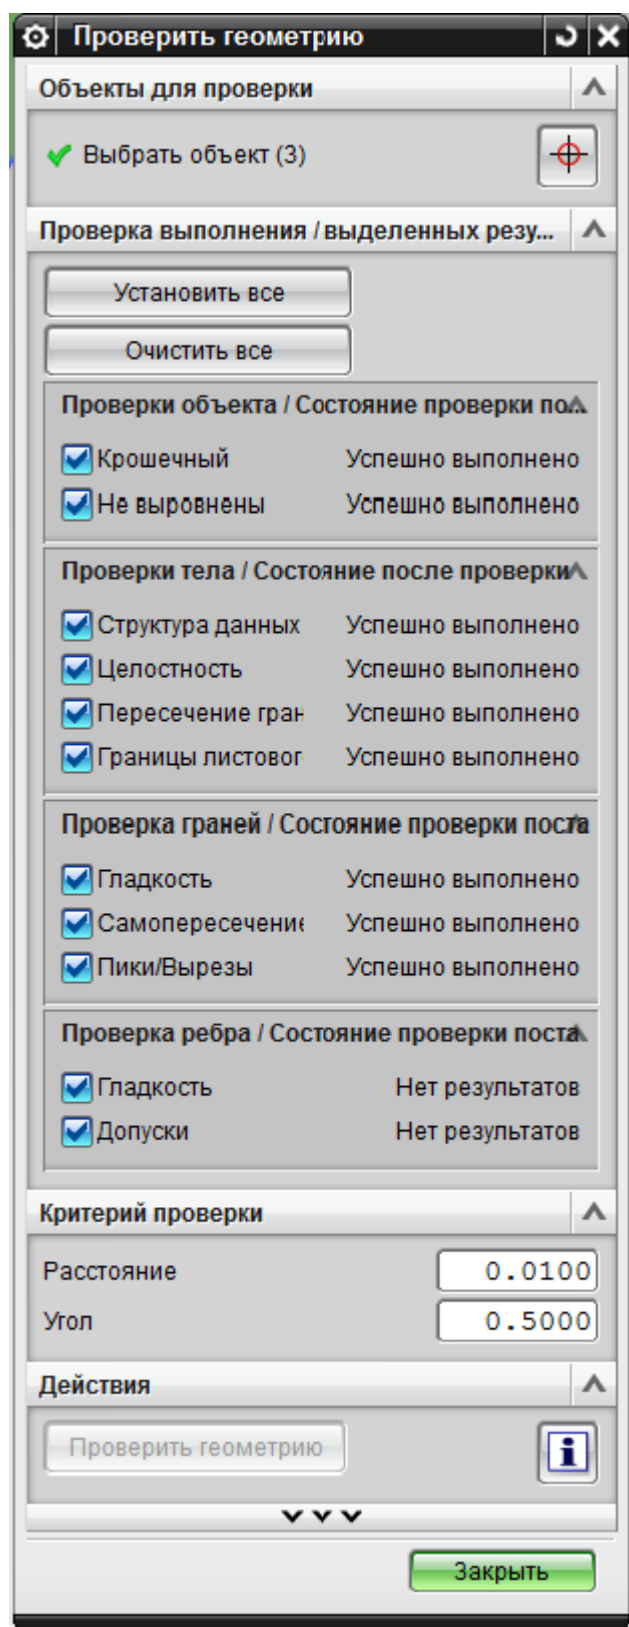 Проверить геометрию
Объекты для проверки
Выбрать объект (3)
Проверка выполнения / выделенных резу...
Установить все
Очистить все
Проверки объекта / Состояние проверки по...
Крошечный Успешно выполнено
Не выровнены Успешно выполнено
Проверки тела / Состояние после проверки
Структура данных Успешно выполнено
Целостность Успешно выполнено
Пересечение гран Успешно выполнено
Границы листовог Успешно выполнено
Проверка граней / Состояние проверки поста
Гладкость Успешно выполнено
Самопересечение Успешно выполнено
Пики/Вырезы Успешно выполнено
Проверка ребра / Состояние проверки поста
Гладкость Нет результатов
Допуски Нет результатов
Критерий проверки
Расстояние 0.0100
Угол 0.5000
Действия
Проверить геометрию
Закрыть